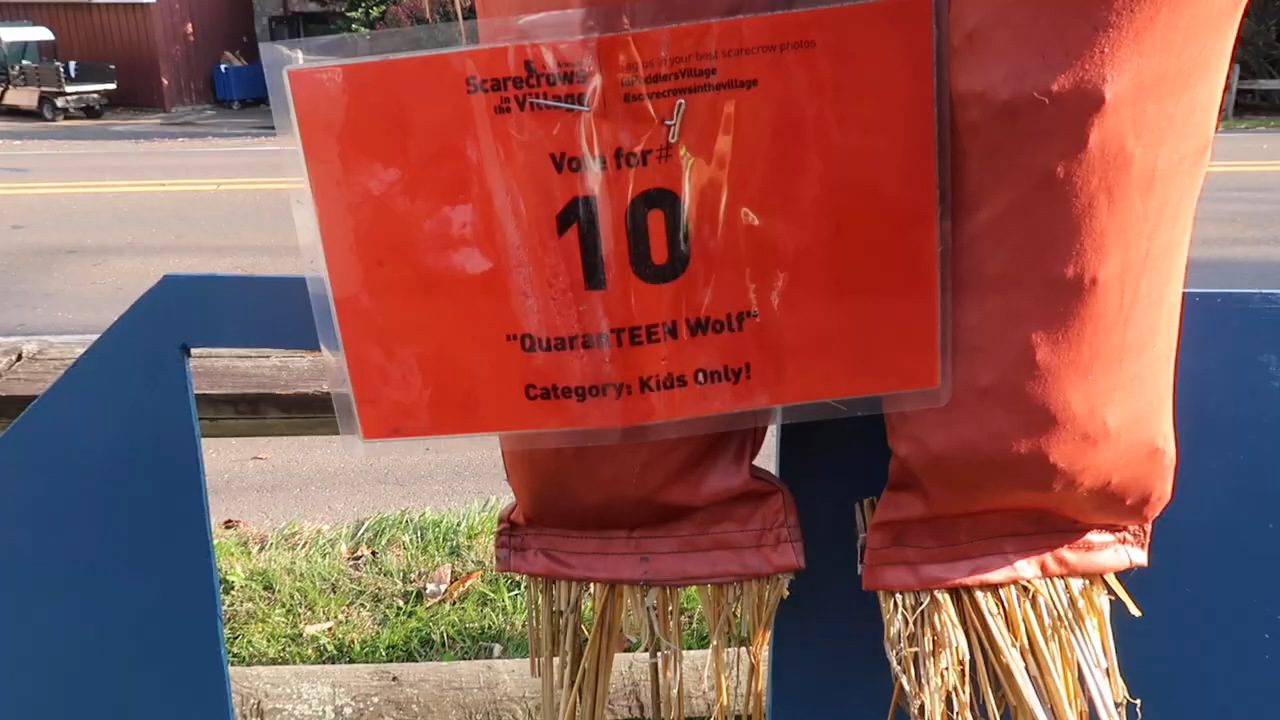 Scarecrows
in the Village
Tag us in your best scarecrow photos
@PeddlersVillage
#scarecrowsinthevillage
Vote for #
10
"QuaranTEEN Wolf"
Category: Kids Only!